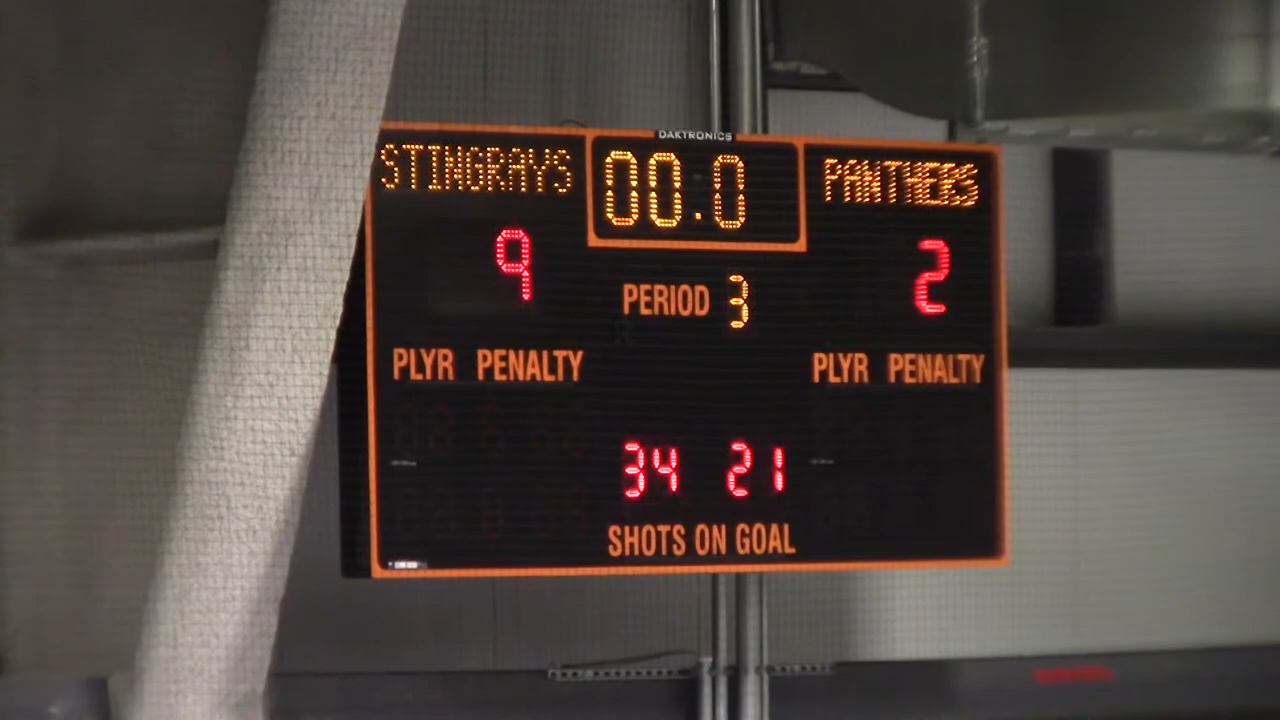 DAKTRONICS
STINGRAYS 00.0 PANTHERS
9 2
PERIOD 3
PLYR PENALTY PLYR PENALTY
34 21
SHOTS ON GOAL